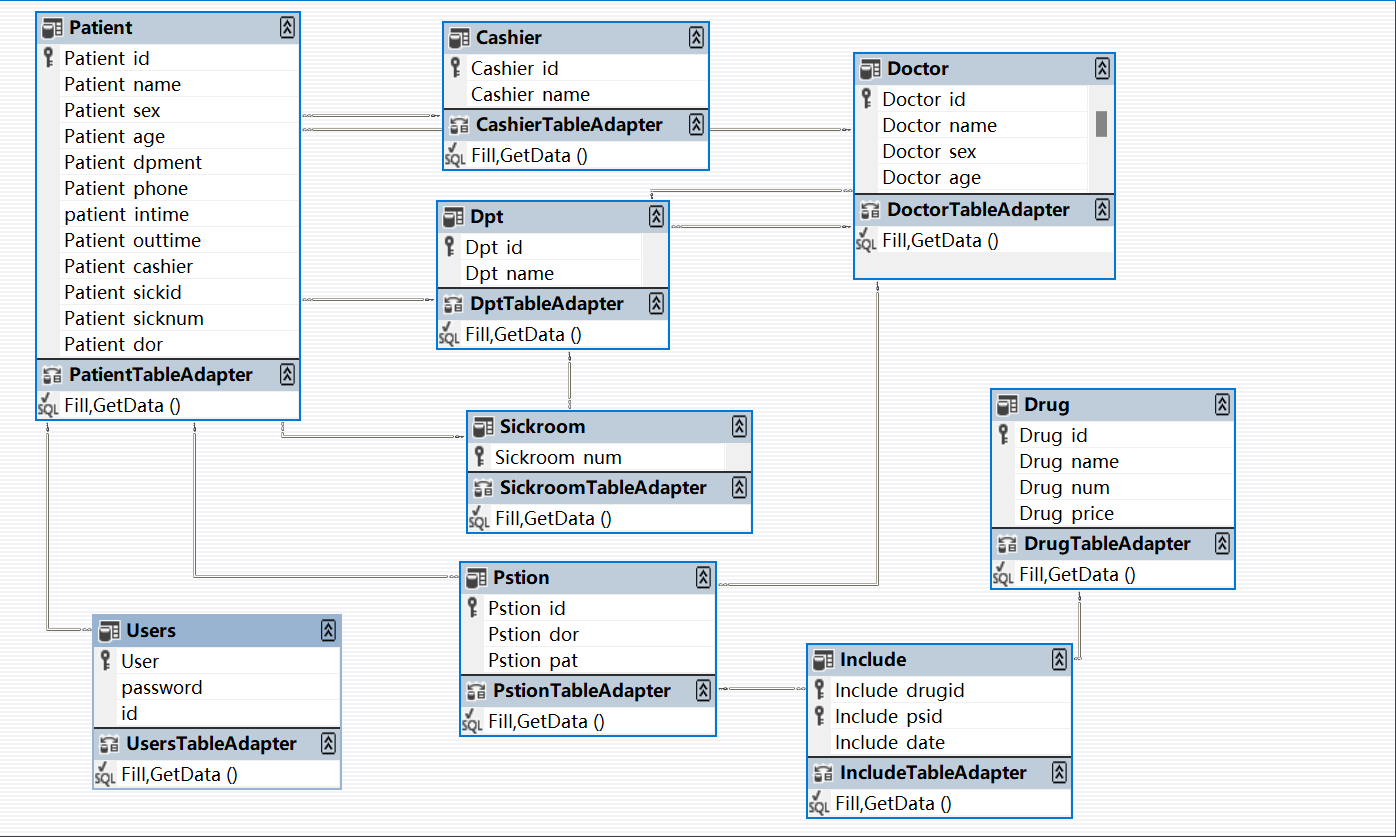 Patient
Patient id
Patient name
Patient sex
Patient age
Patient dpment
Patient phone
patient intime
Patient outtime
Patient cashier
Patient sickid
Patient sicknum
Patient dor
PatientTableAdapter
SQL Fill,GetData ()
Cashier
Cashier id
Cashier name
CashierTableAdapter
SQL Fill,GetData ()
Doctor
Doctor id
Doctor name
Doctor sex
Doctor age
DoctorTableAdapter
SQL Fill,GetData ()
Dpt
Dpt id
Dpt name
DptTableAdapter
SQL Fill,GetData ()
Sickroom
Sickroom num
SickroomTableAdapter
SQL Fill,GetData ()
Drug
Drug id
Drug name
Drug num
Drug price
DrugTableAdapter
SQL Fill,GetData ()
Pstion
Pstion id
Pstion dor
Pstion pat
PstionTableAdapter
SQL Fill,GetData ()
Users
User
password
id
UsersTableAdapter
SQL Fill,GetData ()
Include
Include drugid
Include psid
Include date
IncludeTableAdapter
SQL Fill,GetData ()